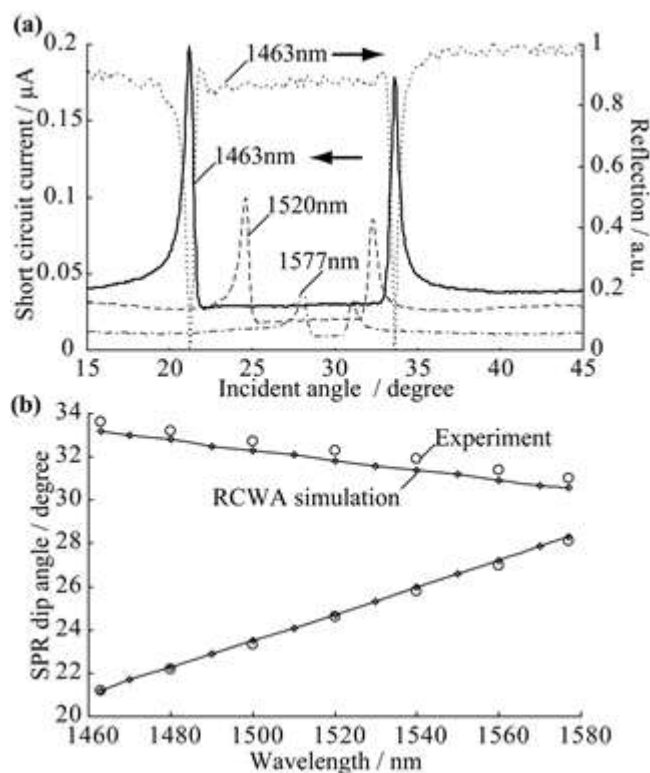 (a)
Short circuit current / μA
0.2
0.15
0.1
0.05
0
1463nm
1463nm
1520nm
1577nm
1
0.8
0.6
0.4
0.2
0
Reflection / a.u.
15 20 25 30 35 40 45
Incident angle / degree
(b)
SPR dip angle / degree
34
32
30
28
26
24
22
20
Experiment
RCWA simulation
1460 1480 1500 1520 1540 1560 1580
Wavelength / nm